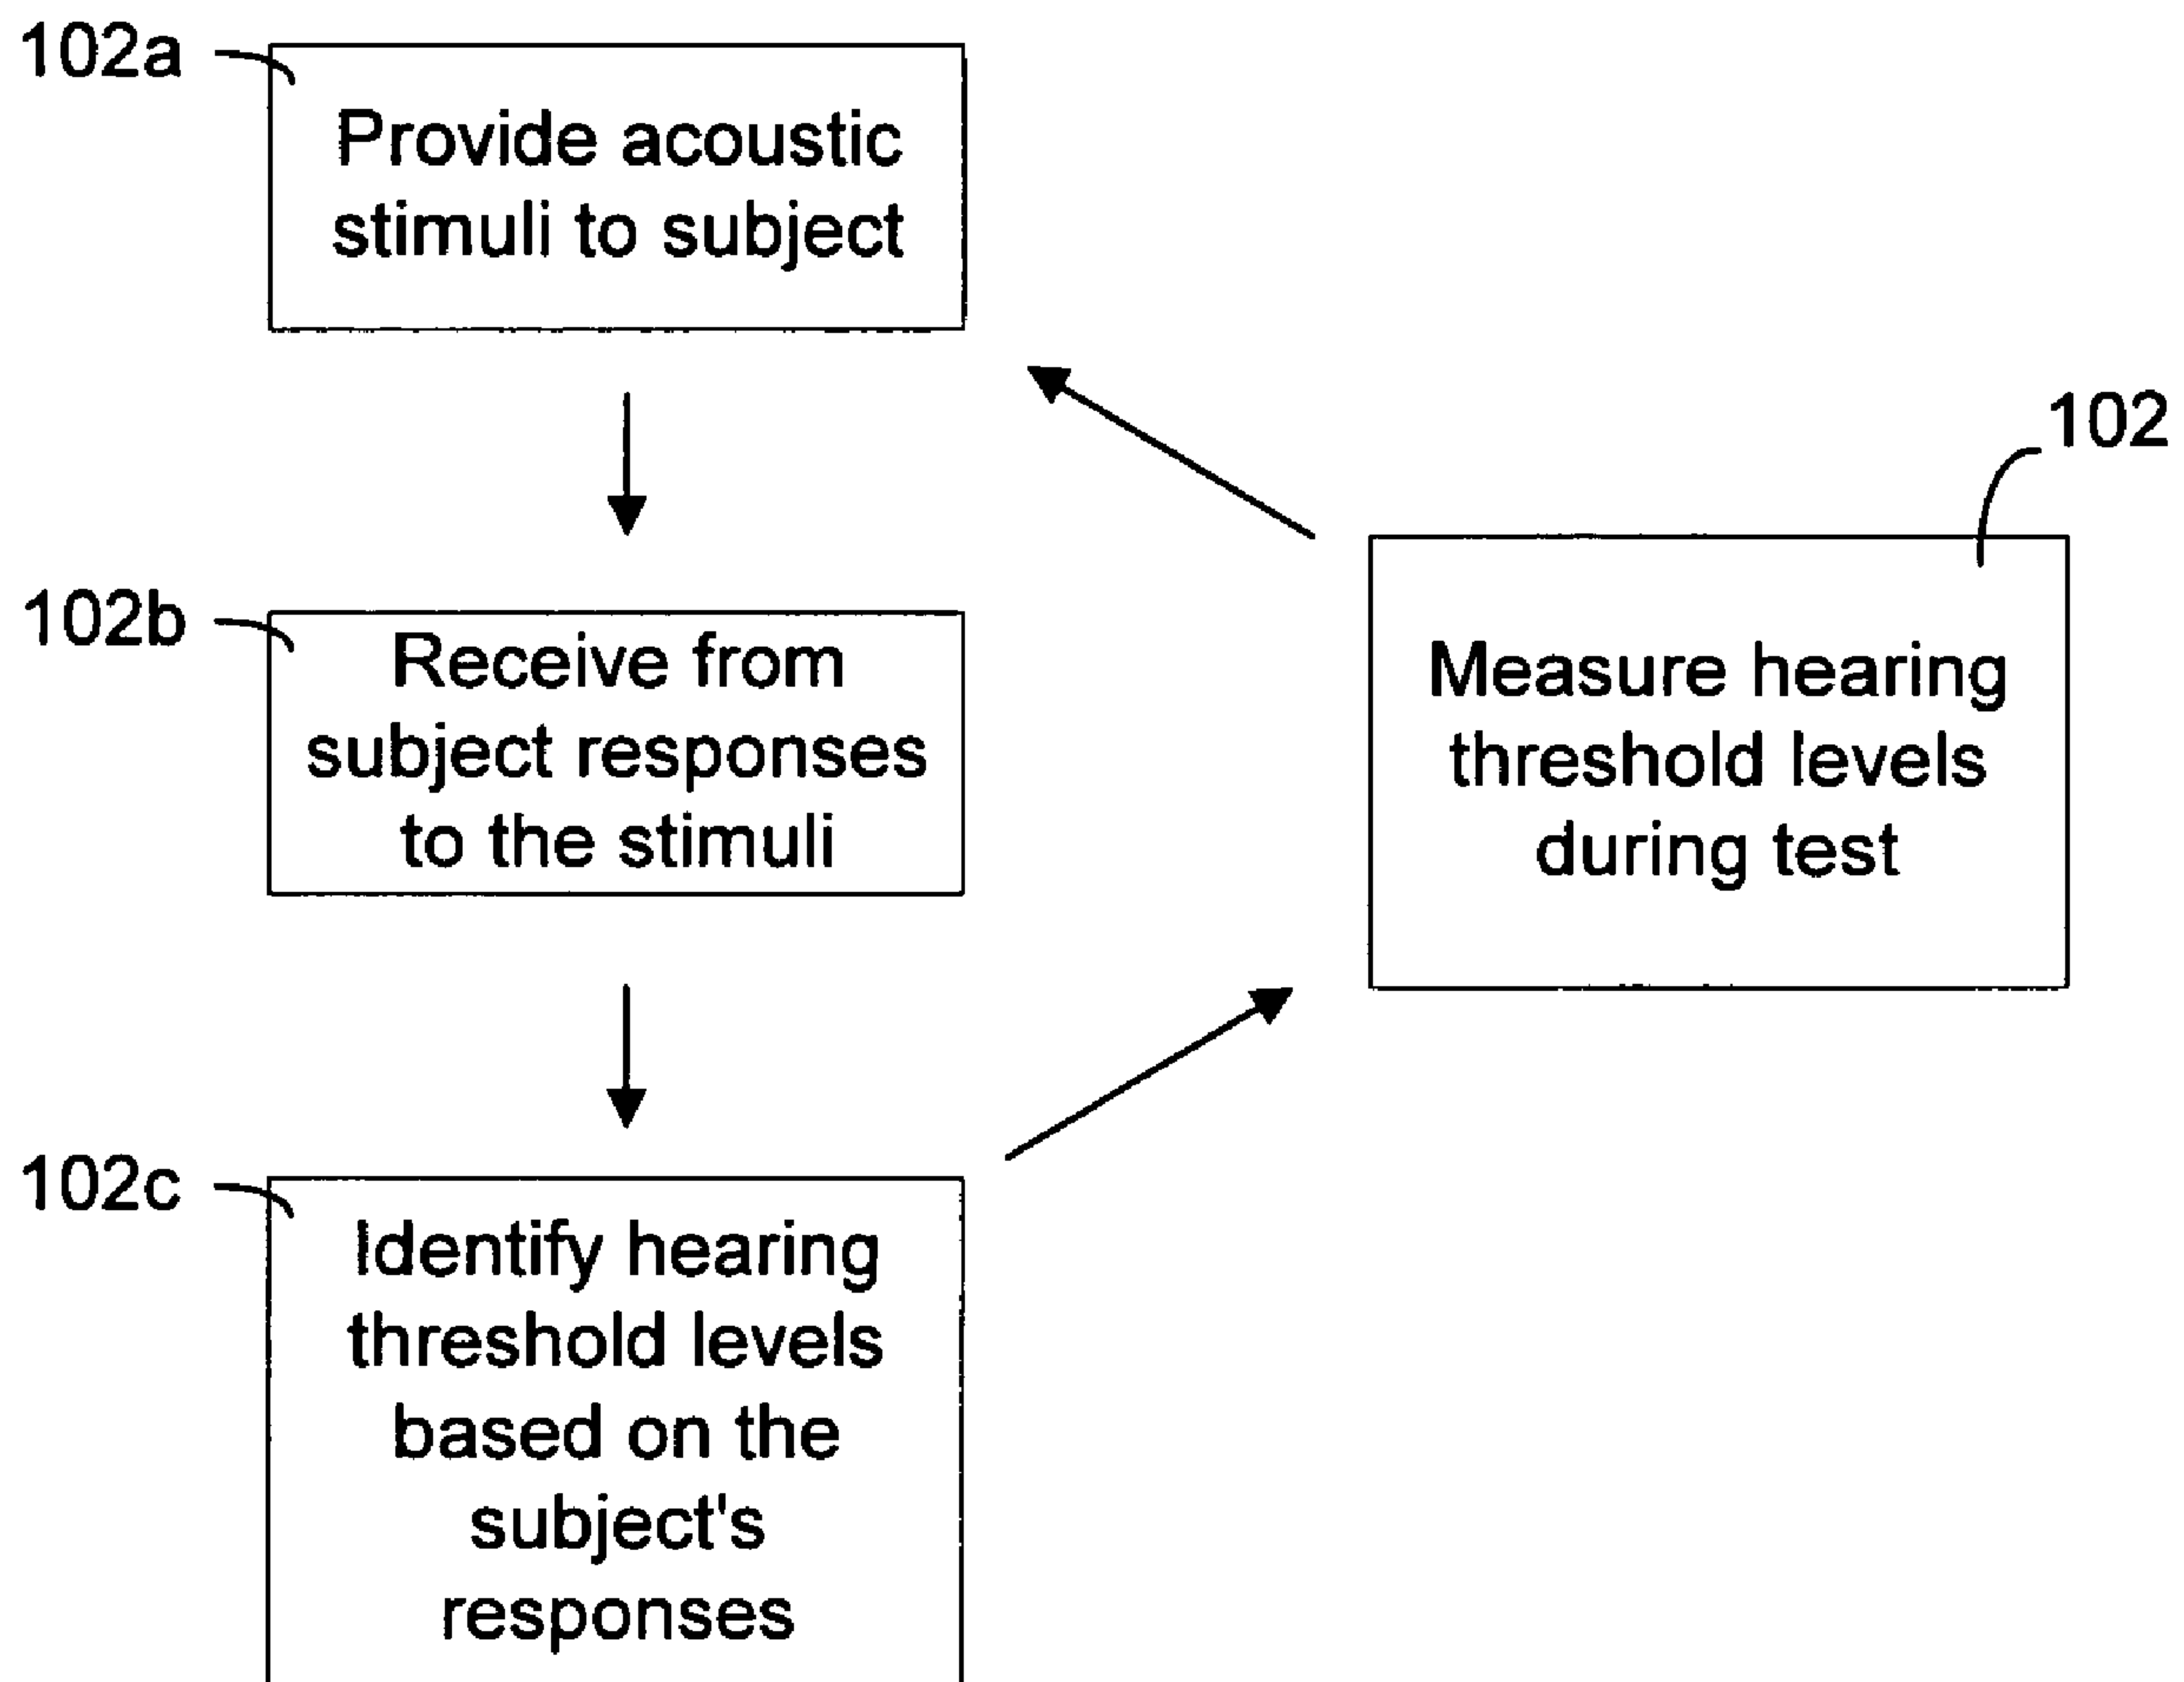 102a
Provide acoustic
stimuli to subject
102
102b
Receive from
subject responses
to the stimuli
Measure hearing
threshold levels
during test
102c
Identify hearing
threshold levels
based on the
subject's
responses